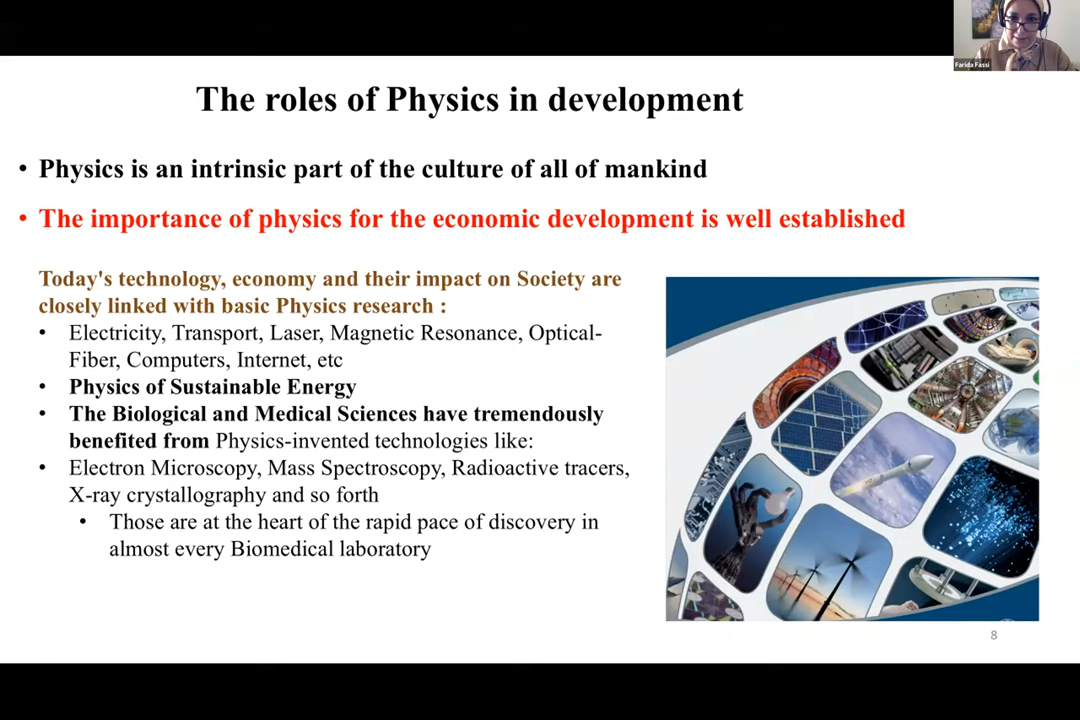 Farida Fassi
The roles of Physics in development
• Physics is an intrinsic part of the culture of all of mankind
• The importance of physics for the economic development is well established
Today's technology, economy and their impact on Society are
closely linked with basic Physics research :
• Electricity, Transport, Laser, Magnetic Resonance, Optical-
Fiber, Computers, Internet, etc
• Physics of Sustainable Energy
• The Biological and Medical Sciences have tremendously
benefited from Physics-invented technologies like:
• Electron Microscopy, Mass Spectroscopy, Radioactive tracers,
X-ray crystallography and so forth
• Those are at the heart of the rapid pace of discovery in
almost every Biomedical laboratory
8